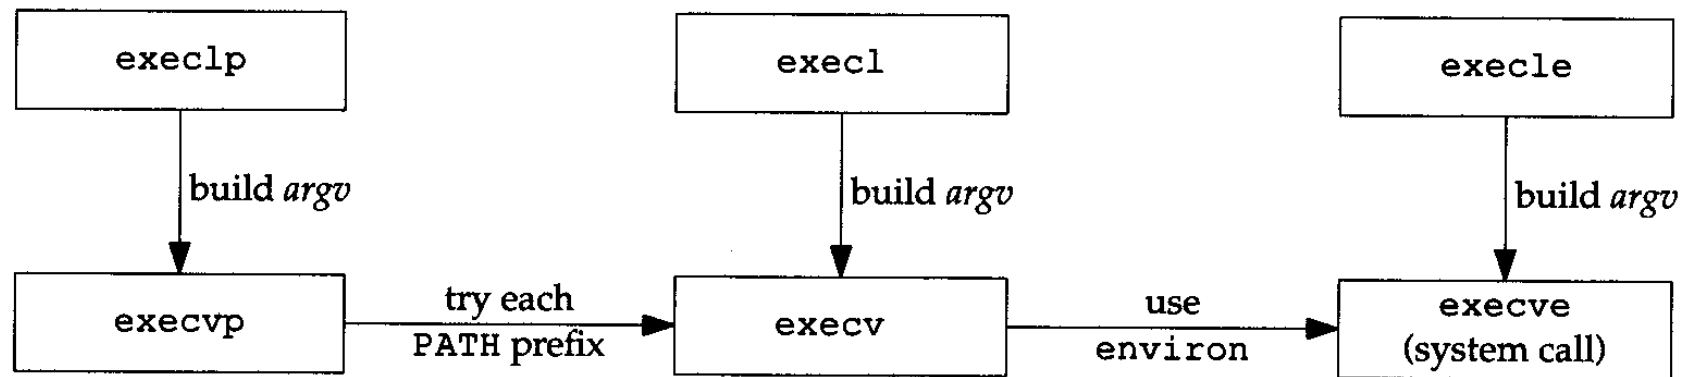 execlp
execl
execle
build argv
build argv
build argv
execvp
try each
PATH prefix
execv
use
environ
execve
(system call)